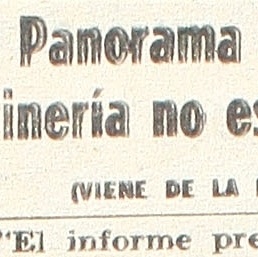 Panorama
inería no es
(VIENE DE LA
"El informe pre